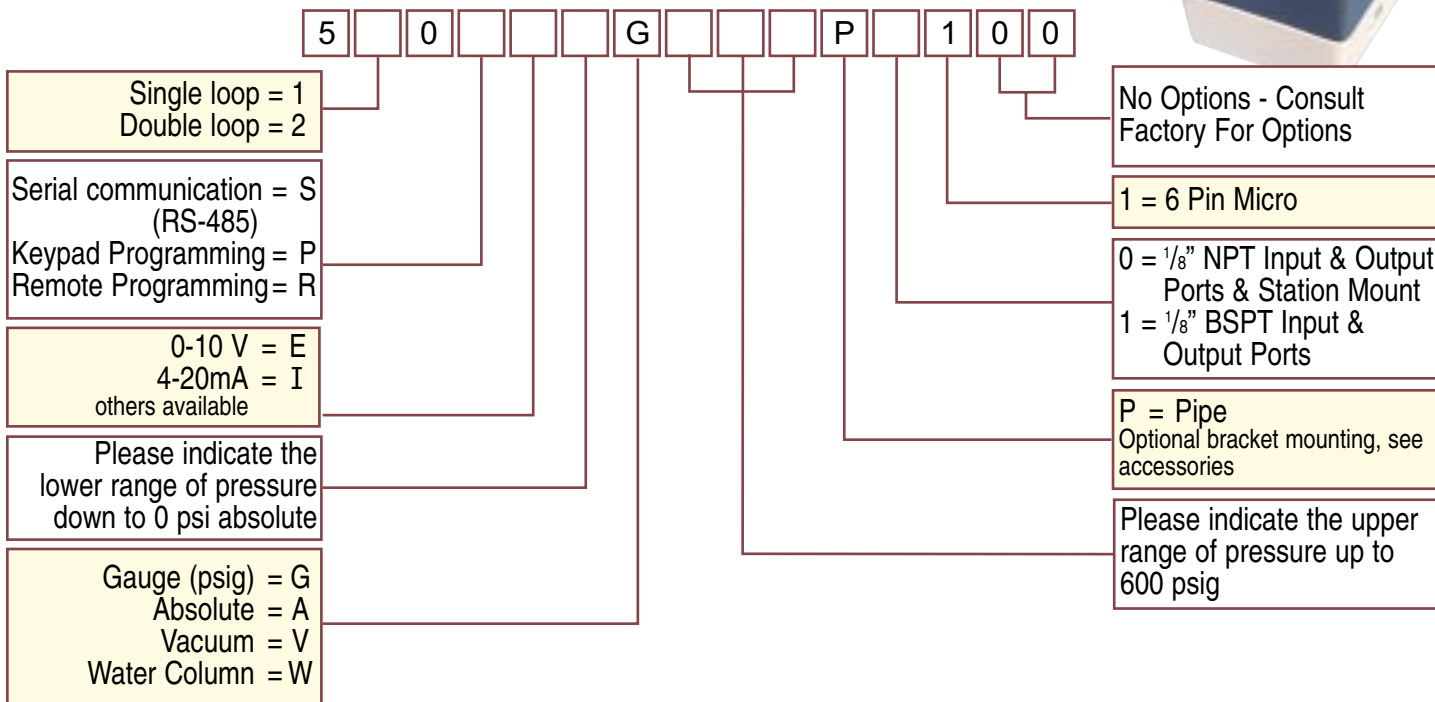 5 0 G P 1 0 0
Single loop = 1
Double loop = 2
Serial communication = S
(RS-485)
Keypad Programming = P
Remote Programming = R
0-10 V = E
4-20mA = I
others available
Please indicate the
lower range of pressure
down to 0 psi absolute
Gauge (psig) = G
Absolute = A
Vacuum = V
Water Column = W
No Options - Consult
Factory For Options
1 = 6 Pin Micro
0 = 1/8” NPT Input & Output
Ports & Station Mount
1 = 1/8” BSPT Input &
Output Ports
P = Pipe
Optional bracket mounting, see
accessories
Please indicate the upper
range of pressure up to
600 psig